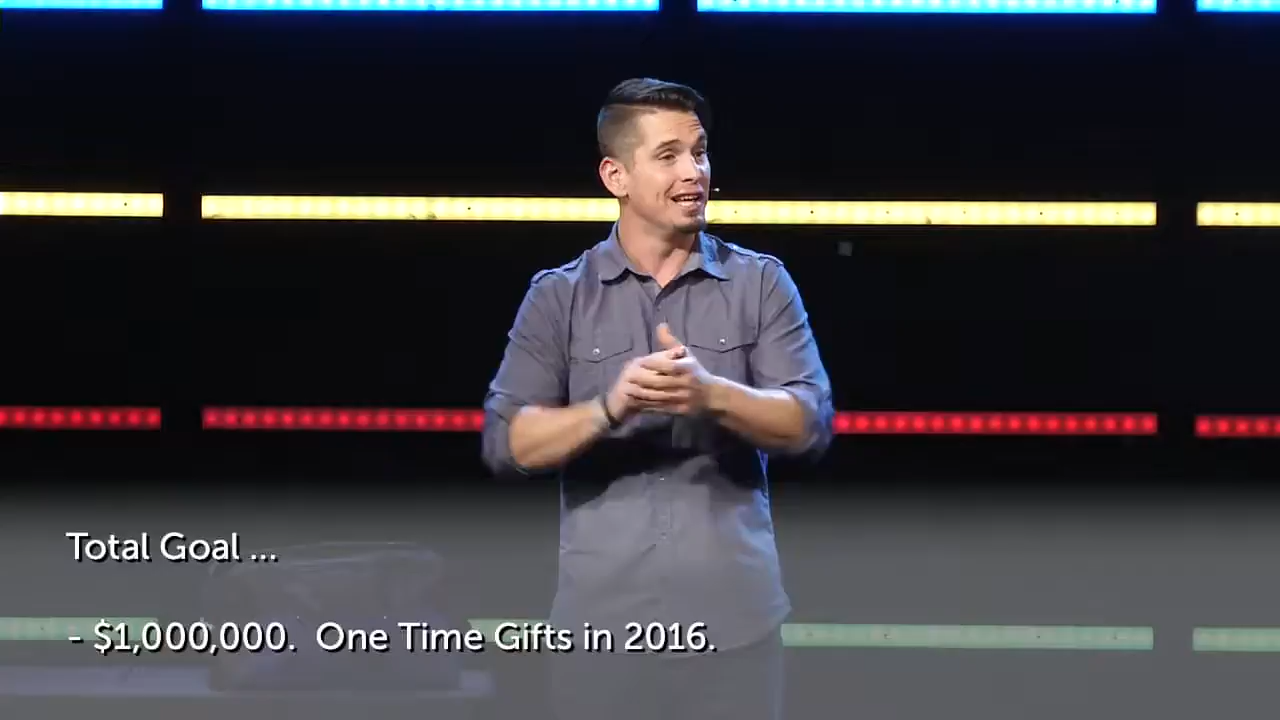 Total Goal ...
- $1,000,000.  One Time Gifts in 2016.